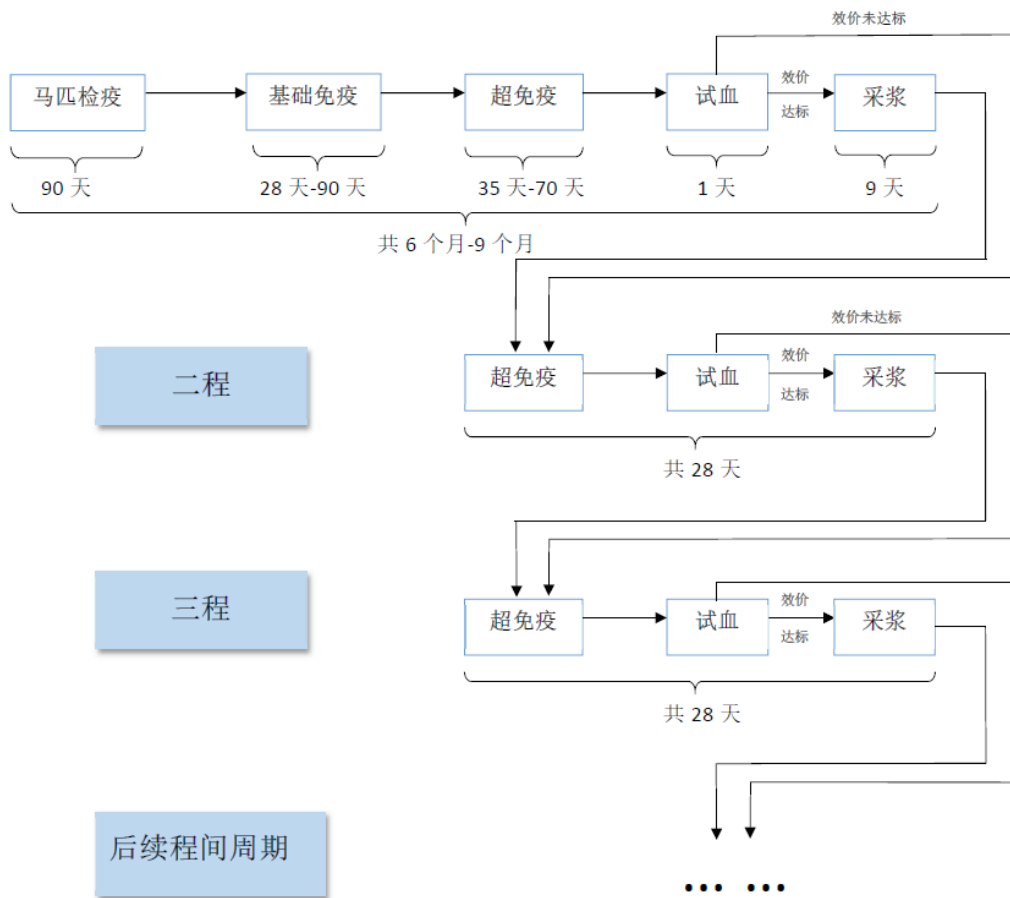 效价未达标
马匹检疫
基础免疫
超免疫
试血
效价
达标
采浆
90 天
28 天-90 天
35 天-70 天
1 天
9 天
共 6 个月-9 个月
效价未达标
二程
超免疫
试血
效价
达标
采浆
共 28 天
三程
超免疫
试血
效价
达标
采浆
共 28 天
后续程间周期
… …